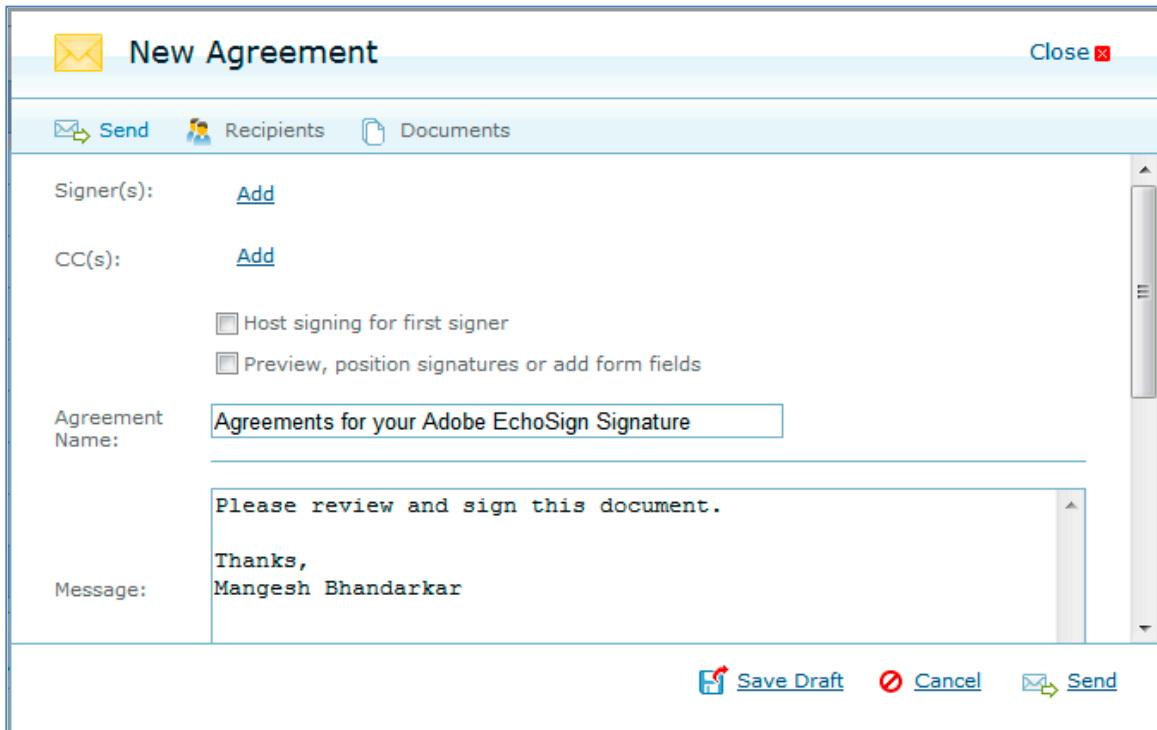 New Agreement
Close
Send Recipients Documents
Signer(s): Add
CC(s): Add
Host signing for first signer
Preview, position signatures or add form fields
Agreement
Name:
Agreements for your Adobe EchoSign Signature
Please review and sign this document.
Thanks,
Message:
Mangesh Bhandarkar
Save Draft Cancel Send